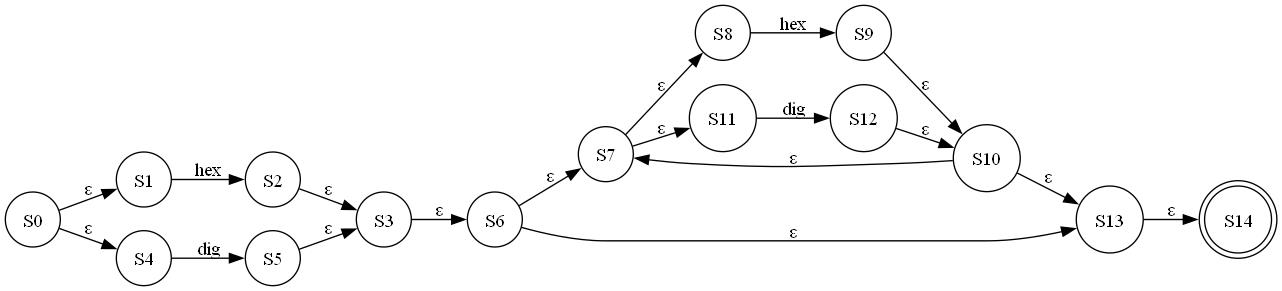 S8 hex S9
ε ε
S11 dig S12
ε ε
S7 ε S10
S1 hex S2
ε ε ε ε
S0 S3 ε S6 S13 ε S14
ε ε
S4 dig S5
ε